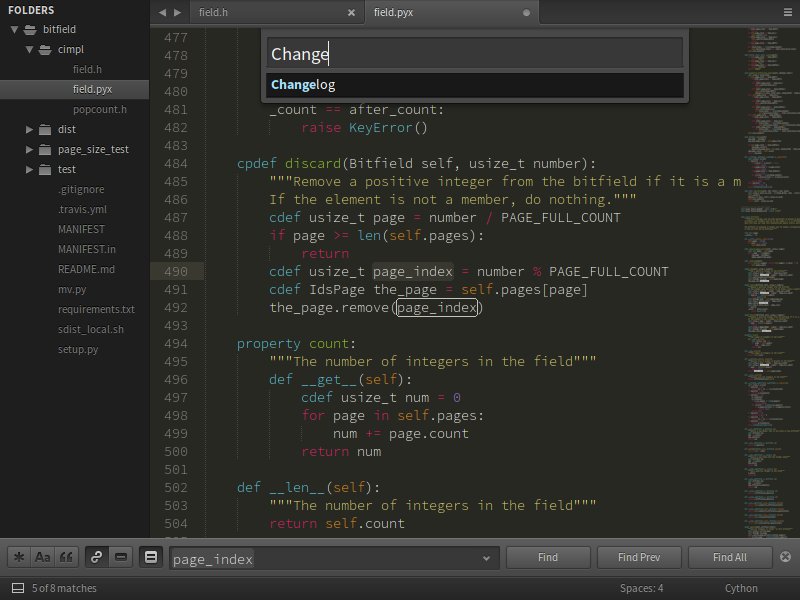 FOLDERS
bitfield
cimpl
field.h
field.pyx
popcount.h
dist
page_size_test
test
.gitignore
.travis.yml
MANIFEST
MANIFEST.in
README.md
mv.py
requirements.txt
sdist_local.sh
setup.py
field.h
field.pyx
Change
Changelog
477
478
479
480
481 _count == after_count:
482 raise KeyError()
483
484 cpdef discard(Bitfield self, usize_t number):
485 """Remove a positive integer from the bitfield if it is a m
486 If the element is not a member, do nothing."""
487 cdef usize_t page = number / PAGE_FULL_COUNT
488 if page >= len(self.pages):
489 return
490 cdef usize_t page_index = number % PAGE_FULL_COUNT
491 cdef IdsPage the_page = self.pages[page]
492 the_page.remove(page_index)
493
494 property count:
495 """The number of integers in the field"""
496 def __get__(self):
497 cdef usize_t num = 0
498 for page in self.pages:
499 num += page.count
500 return num
501
502 def __len__(self):
503 """The number of integers in the field"""
504 return self.count
Aa
page_index
Find
Find Prev
Find All
5 of 8 matches
Spaces: 4
Cython